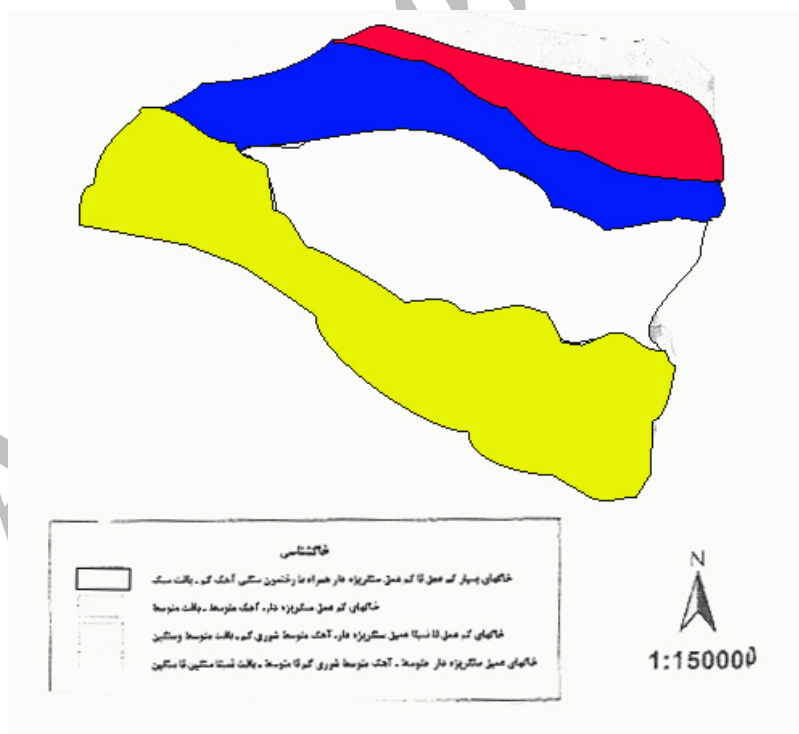 خاکشناسی
خاکهای بسیار کم عمق تا کم عمق سنگریزه دار همراه با رخنمون سنگی آهک کم - بافت سبک
خاکهای کم عمق سنگریزه دار، آهک متوسط - بافت متوسط
خاکهای کم عمق تا نسبتا عمیق سنگریزه دار، آهک متوسط شوری کم - بافت متوسط وسنگین
خاکهای عمیق سنگریزه دار متوسط - آهک متوسط شوری کم تا متوسط - بافت نسبتا سنگین تا سنگین
N
1:150000